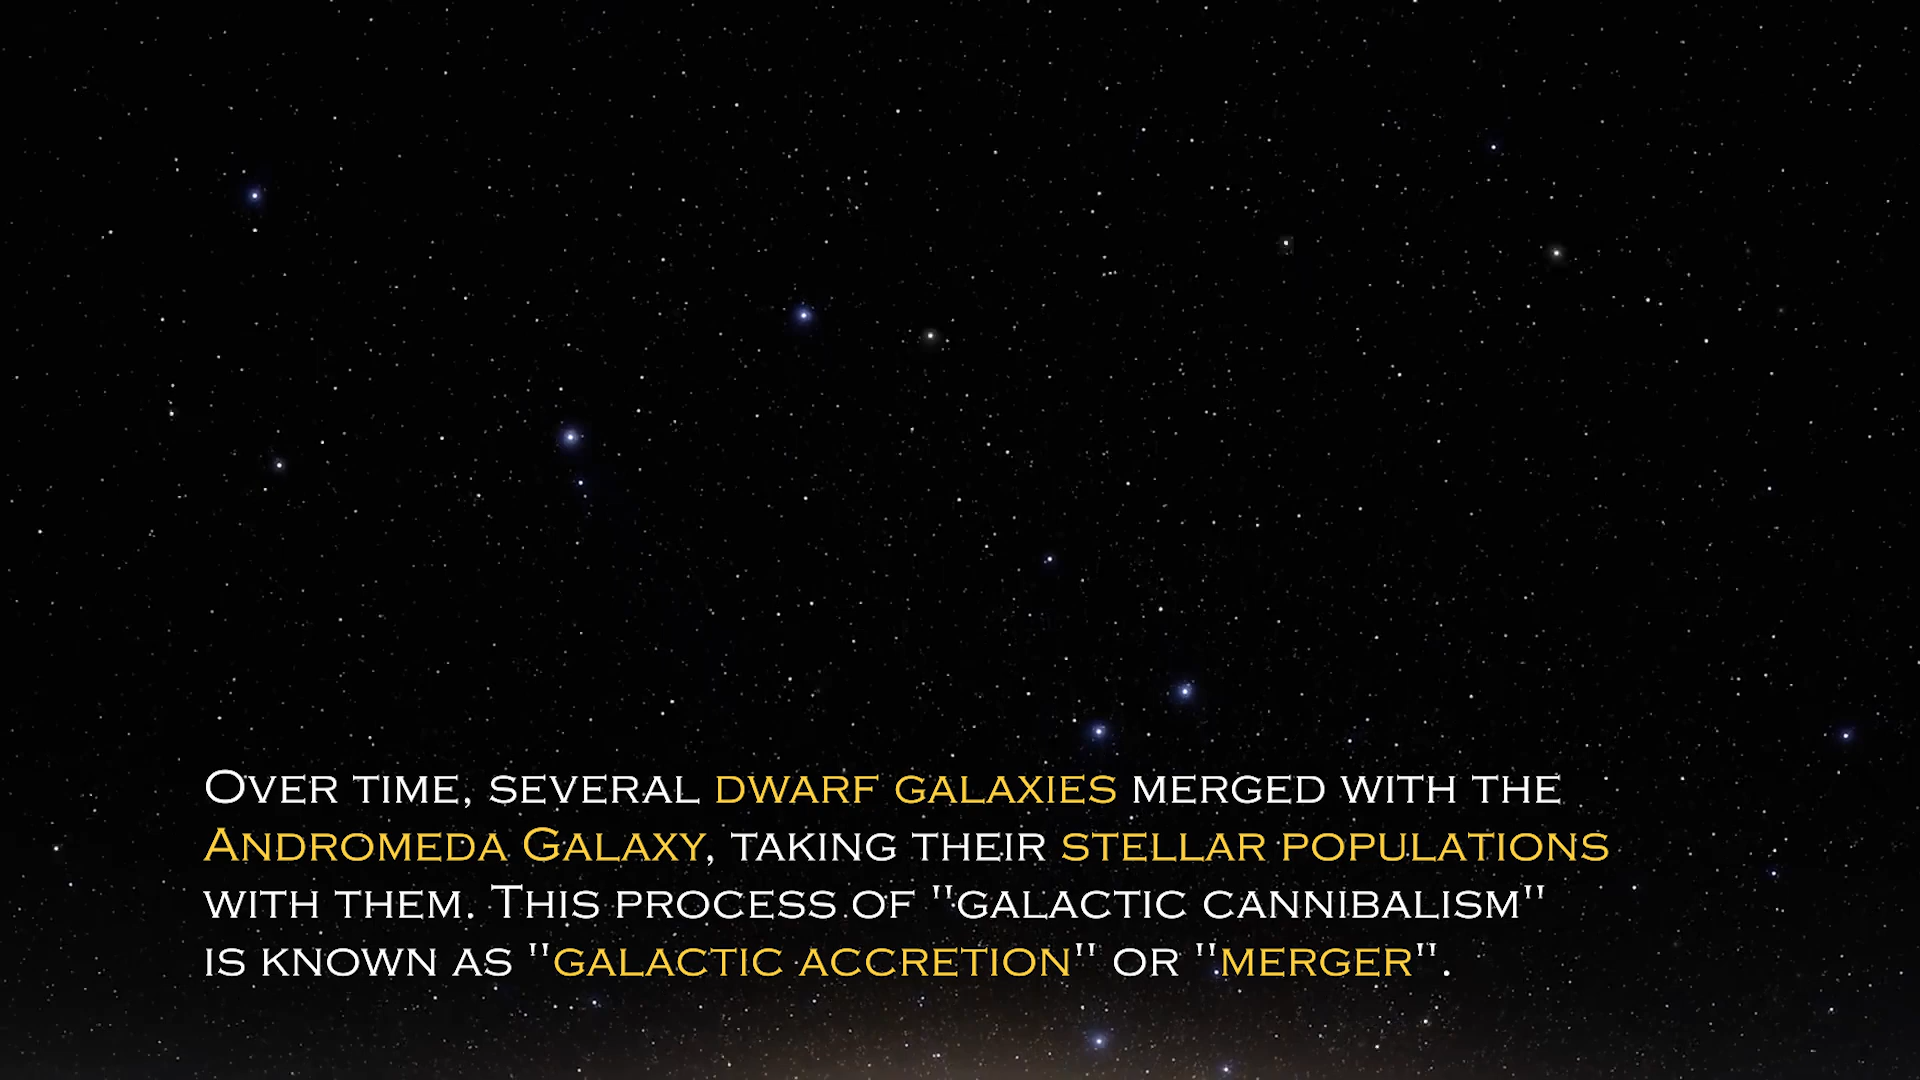 Over time, several dwarf galaxies merged with the
Andromeda Galaxy, taking their stellar populations
with them. This process of "galactic cannibalism"
is known as "galactic accretion" or "merger".